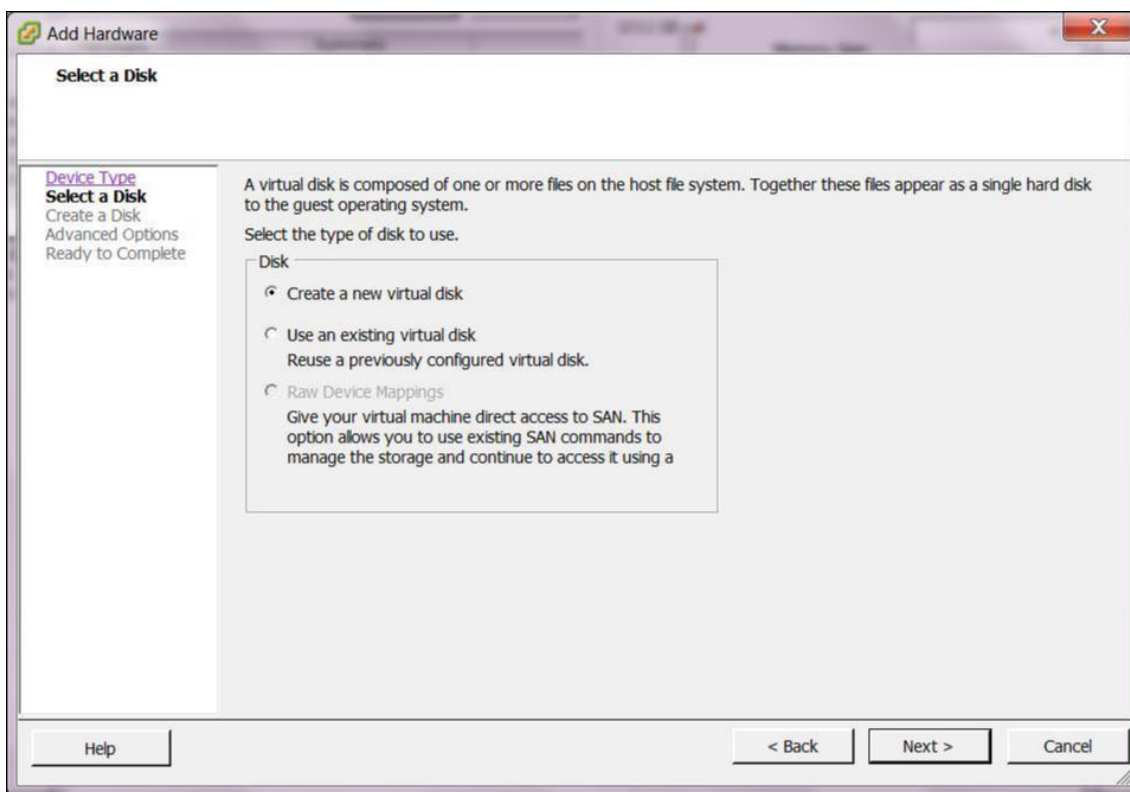 Add Hardware
Select a Disk
Device Type
Select a Disk
Create a Disk
Advanced Options
Ready to Complete
A virtual disk is composed of one or more files on the host file system. Together these files appear as a single hard disk
to the guest operating system.
Select the type of disk to use.
Disk
Create a new virtual disk
Use an existing virtual disk
Reuse a previously configured virtual disk.
Raw Device Mappings
Give your virtual machine direct access to SAN. This
option allows you to use existing SAN commands to
manage the storage and continue to access it using a
Help
< Back
Next >
Cancel